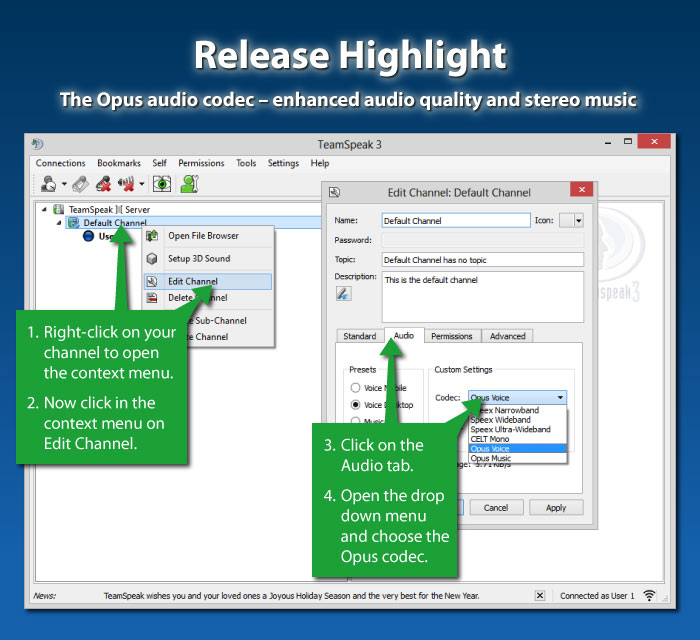 Release Highlight
The Opus audio codec – enhanced audio quality and stereo music
TeamSpeak 3
Connections Bookmarks Self Permissions Tools Settings Help
TeamSpeak ]I[ Server
Default Channel
Open File Browser
Setup 3D Sound
Edit Channel
Delete Channel
Sub-Channel
Channel
1. Right-click on your
channel to open
the context menu.
2. Now click in the
context menu on
Edit Channel.
Edit Channel: Default Channel
Name: Default Channel Icon:
Password:
Topic: Default Channel has no topic
Description: This is the default channel
Standard Audio Permissions Advanced
Presets
Voice Mobile
Voice Desktop
Music
Custom Settings
Codec: Opus Voice
Speex Narrowband
Speex Wideband
Speex Ultra-Wideband
CELT Mono
Opus Voice
Opus Music
3. Click on the
Audio tab.
4. Open the drop
down menu
and choose the
Opus codec.
Cancel Apply
News: TeamSpeak wishes you and your loved ones a Joyous Holiday Season and the very best for the New Year.
Connected as User 1